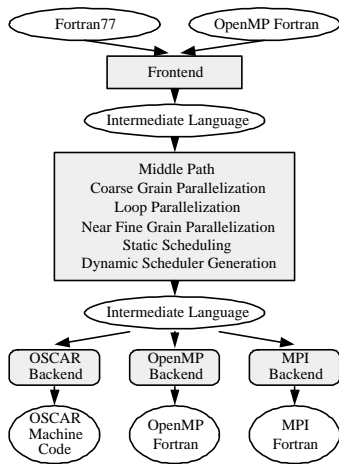 Fortran77
OpenMP Fortran
Frontend
Intermediate Language
Middle Path
Coarse Grain Parallelization
Loop Parallelization
Near Fine Grain Parallelization
Static Scheduling
Dynamic Scheduler Generation
Intermediate Language
OSCAR
Backend
OpenMP
Backend
MPI
Backend
OSCAR
Machine
Code
OpenMP
Fortran
MPI
Fortran